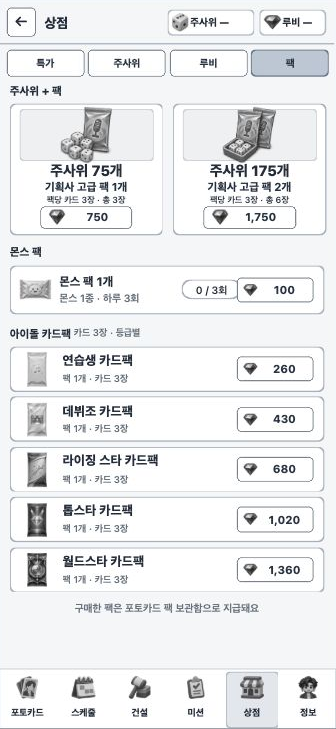 상점
주사위 —
루비 —
특가
주사위
루비
팩
주사위 + 팩
주사위 75개
기획사 고급 팩 1개
팩당 카드 3장 · 총 3장
750
주사위 175개
기획사 고급 팩 2개
팩당 카드 3장 · 총 6장
1,750
몬스 팩
몬스 팩 1개
몬스 1종 · 하루 3회
0 / 3회
100
아이돌 카드팩 카드 3장 · 등급별
연습생 카드팩
팩 1개 · 카드 3장
260
데뷔조 카드팩
팩 1개 · 카드 3장
430
라이징 스타 카드팩
팩 1개 · 카드 3장
680
톱스타 카드팩
팩 1개 · 카드 3장
1,020
월드스타 카드팩
팩 1개 · 카드 3장
1,360
구매한 팩은 포토카드 팩 보관함으로 지급돼요
포토카드
스케줄
건설
미션
상점
정보